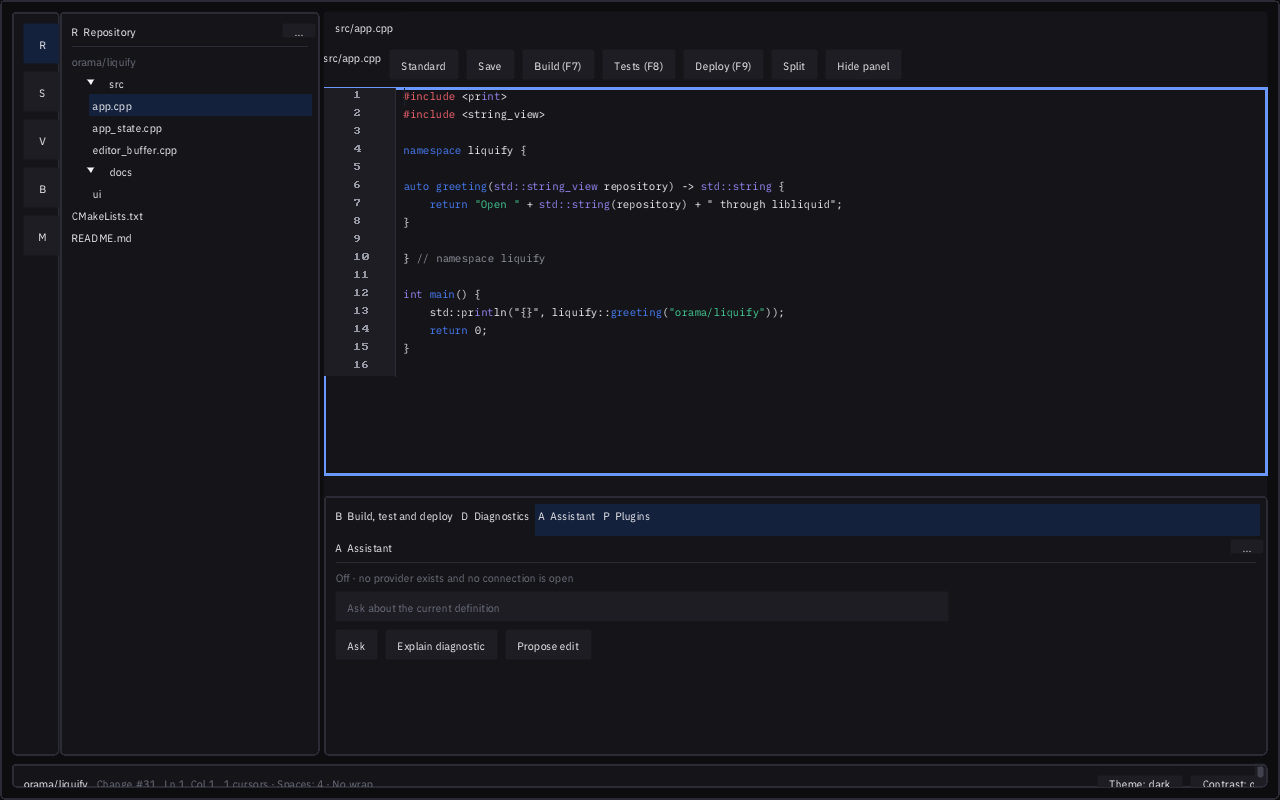 R
S
V
B
M
R Repository
...
orama/liquify
src
app.cpp
app_state.cpp
editor_buffer.cpp
docs
ui
CMakeLists.txt
README.md
src/app.cpp
src/app.cpp
Standard
Save
Build (F7)
Tests (F8)
Deploy (F9)
Split
Hide panel
1 #include <print>
2 #include <string_view>
3
4 namespace liquify {
5
6 auto greeting(std::string_view repository) -> std::string {
7 return "Open " + std::string(repository) + " through libliquid";
8 }
9
10 } // namespace liquify
11
12 int main() {
13 std::println("{}", liquify::greeting("orama/liquify"));
14 return 0;
15 }
16
B Build, test and deploy D Diagnostics A Assistant P Plugins
A Assistant
...
Off - no provider exists and no connection is open
Ask about the current definition
Ask
Explain diagnostic
Propose edit
orama/liquify Change #31 Ln 1, Col 1 1 cursors - Spaces: 4 - No wrap
Theme: dark
Contrast: